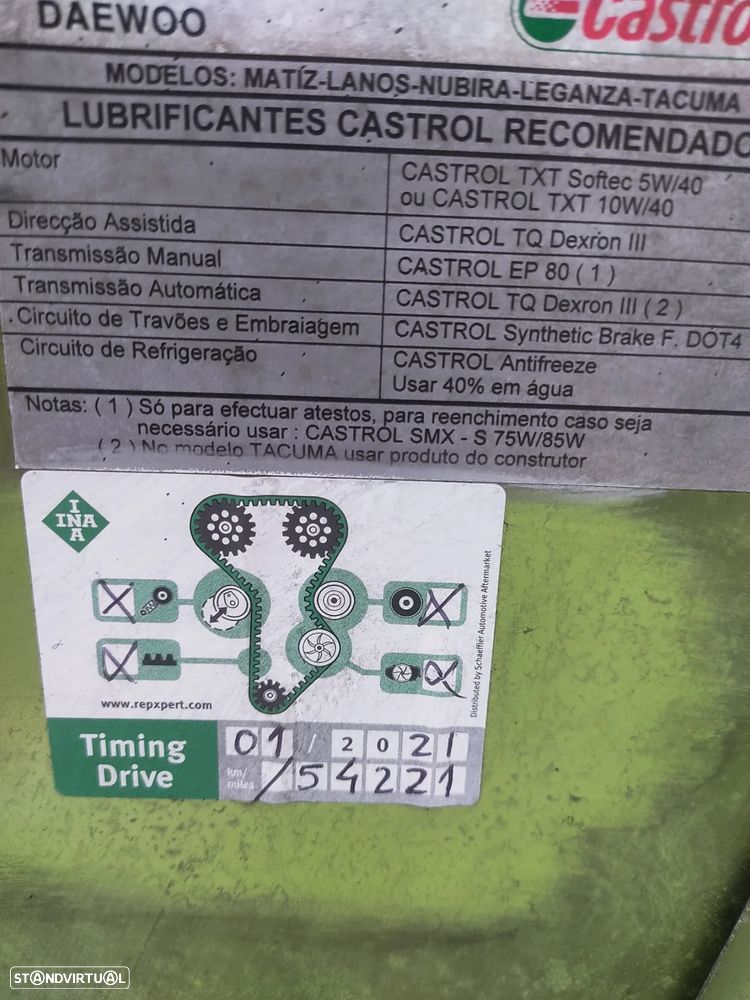 DAEWOO
Castro
MODELOS: MATÍZ-LANOS-NUBIRA-LEGANZA-TACUMA
LUBRIFICANTES CASTROL RECOMENDADO
Motor
CASTROL TXT Softec 5W/40
ou CASTROL TXT 10W/40
Direcção Assistida
CASTROL TQ Dexron III
Transmissão Manual
CASTROL EP 80 ( 1 )
Transmissão Automática
CASTROL TQ Dexron III ( 2 )
Circuito de Travões e Embraiagem
CASTROL Synthetic Brake F. DOT4
Circuito de Refrigeração
CASTROL Antifreeze
Usar 40% em água
Notas: ( 1 ) Só para efectuar atestos, para reenchimento caso seja
necessário usar : CASTROL SMX - S 75W/85W
( 2 ) No modelo TACUMA usar produto do construtor
I
INA
A
www.repxpert.com
Distributed by Schaeffler Automotive Aftermarket
Timing
Drive
01 / 2021
km/
miles
/54221
STANDVIRTUAL